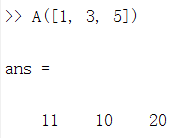 >> A([1, 3, 5])
ans =
11 10 20